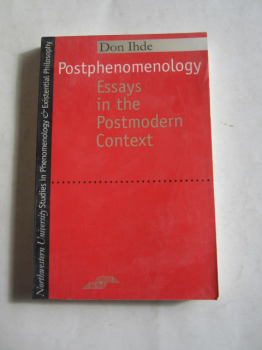 Don Ihde
Postphenomenology
Essays
in the
Postmodern
Context
Northwestern University Studies in Phenomenology & Existential Philosophy